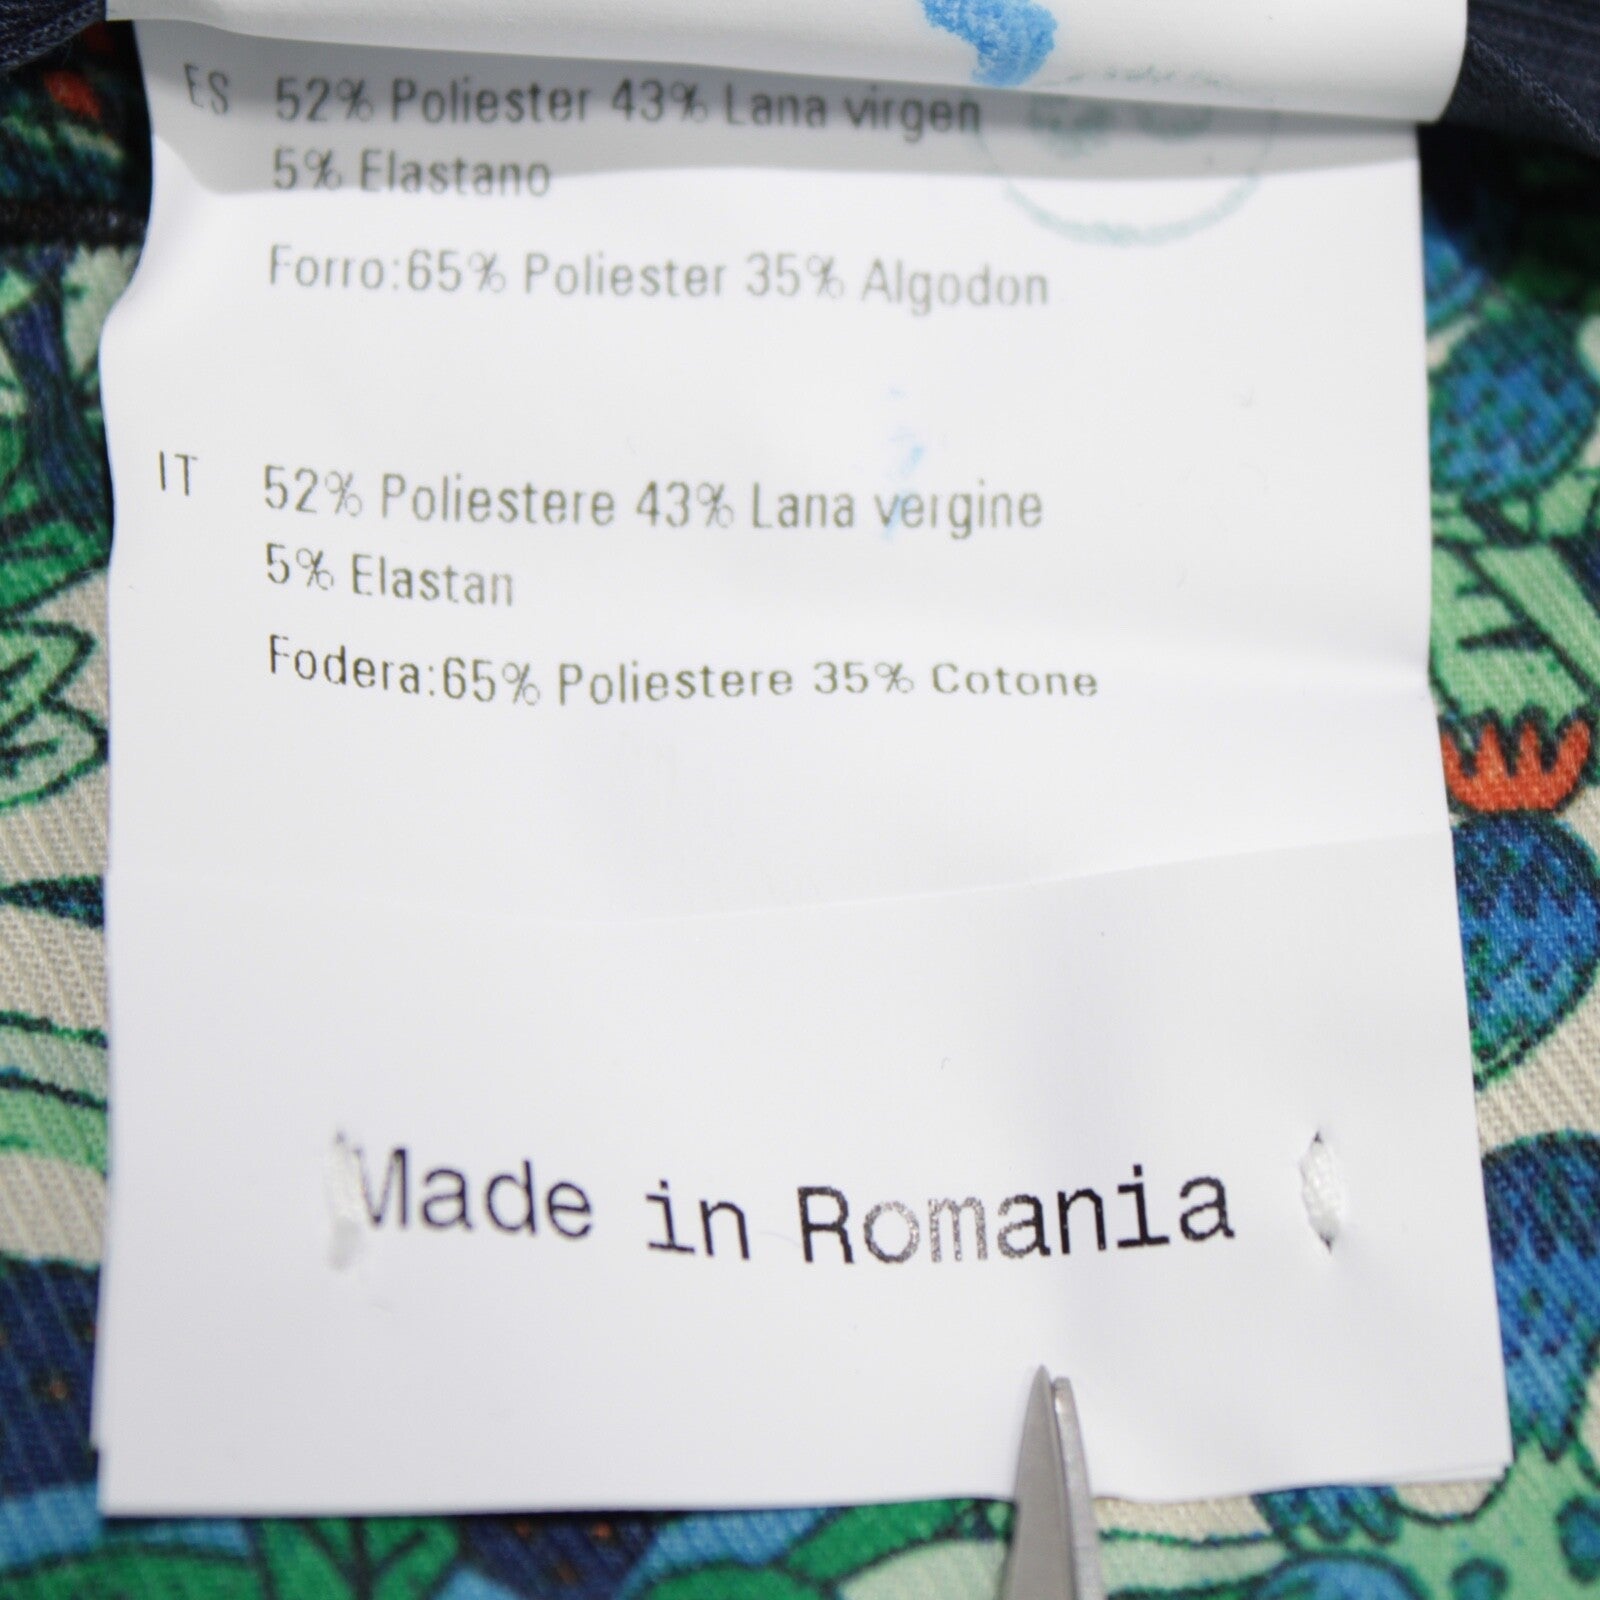 ES 52% Poliester 43% Lana virgen
5% Elastano
Forro:65% Poliester 35% Algodon
IT 52% Poliestere 43% Lana vergine
5% Elastan
Fodera:65% Poliestere 35% Cotone
Made in Romania